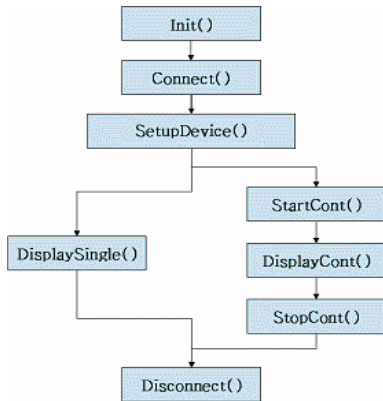 Init()
Connect()
SetupDevice()
StartCont()
DisplaySingle()
DisplayCont()
StopCont()
Disconnect()